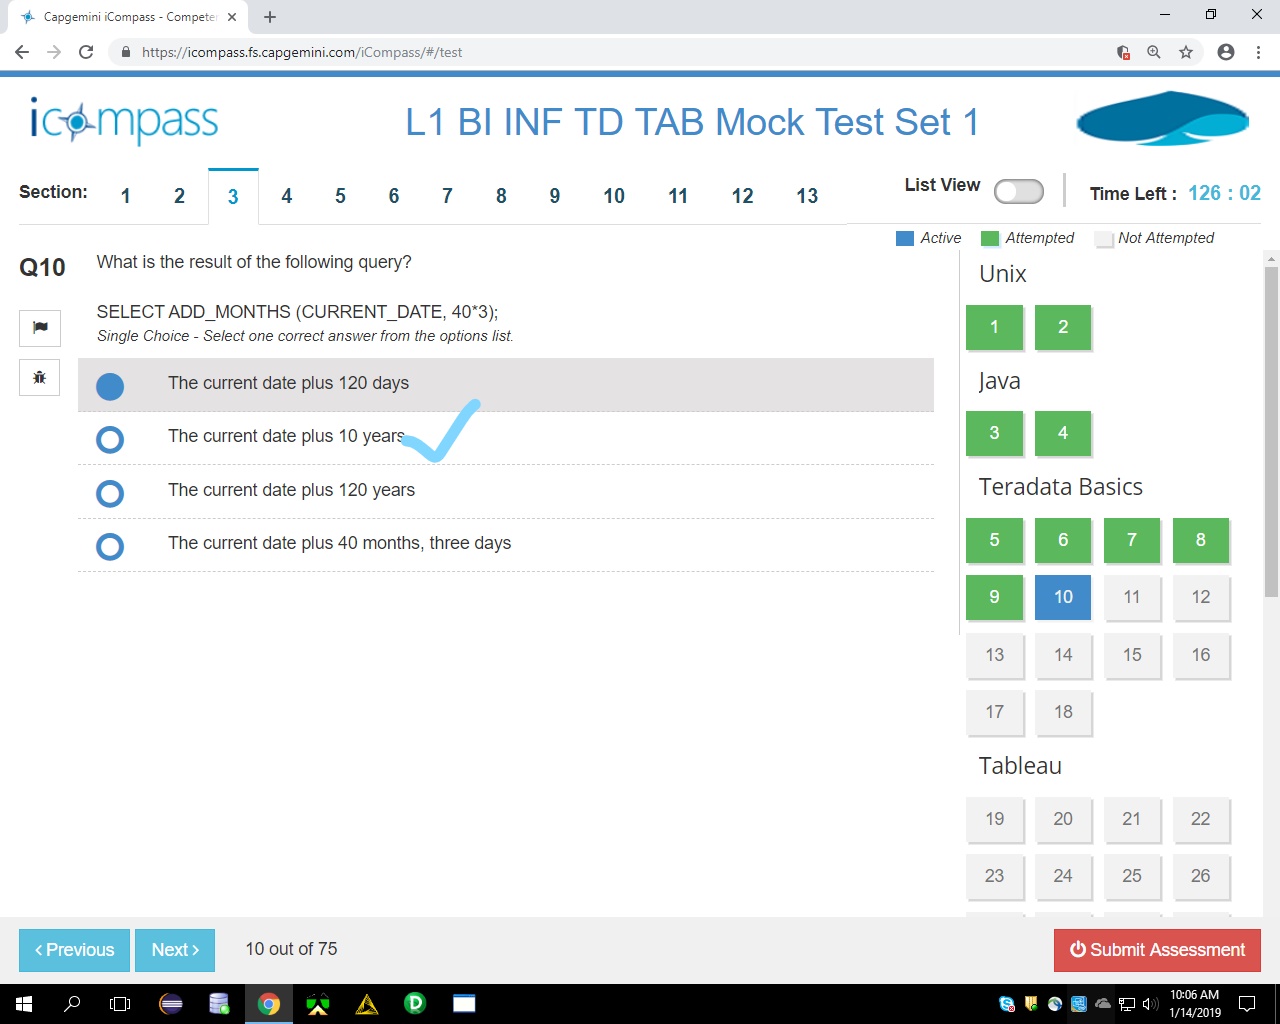 Capgemini iCompass - Competen
https://icompass.fs.capgemini.com/iCompass/#/test
icompass
L1 BI INF TD TAB Mock Test Set 1
Section: 1 2 3 4 5 6 7 8 9 10 11 12 13
List View
Time Left : 126 : 02
Active Attempted Not Attempted
Q10 What is the result of the following query?
SELECT ADD_MONTHS (CURRENT_DATE, 40*3);
Single Choice - Select one correct answer from the options list.
The current date plus 120 days
The current date plus 10 years
The current date plus 120 years
The current date plus 40 months, three days
Unix
1 2
Java
3 4
Teradata Basics
5 6 7 8
9 10 11 12
13 14 15 16
17 18
Tableau
19 20 21 22
23 24 25 26
Previous
Next
10 out of 75
Submit Assessment
10:06 AM
1/14/2019